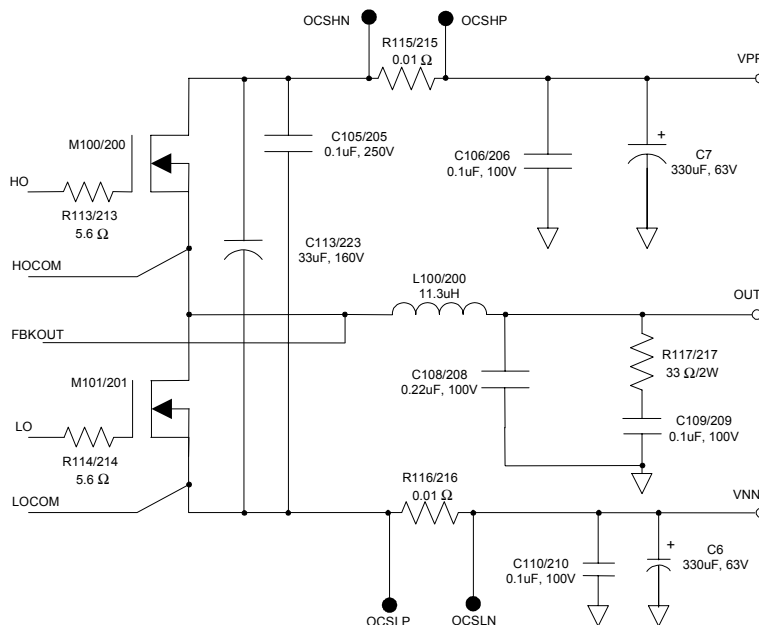 OCSHN
OCSHP
R115/215
0.01 Ω
VPP
M100/200
C105/205
0.1uF, 250V
C106/206
0.1uF, 100V
+
C7
330uF, 63V
HO
R113/213
5.6 Ω
C113/223
33uF, 160V
HOCOM
L100/200
11.3uH
OUT
FBKOUT
R117/217
33 Ω/2W
M101/201
C108/208
0.22uF, 100V
C109/209
0.1uF, 100V
LO
R114/214
5.6 Ω
R116/216
0.01 Ω
LOCOM
VNN
C110/210
0.1uF, 100V
+
C6
330uF, 63V
OCSLP
OCSLN